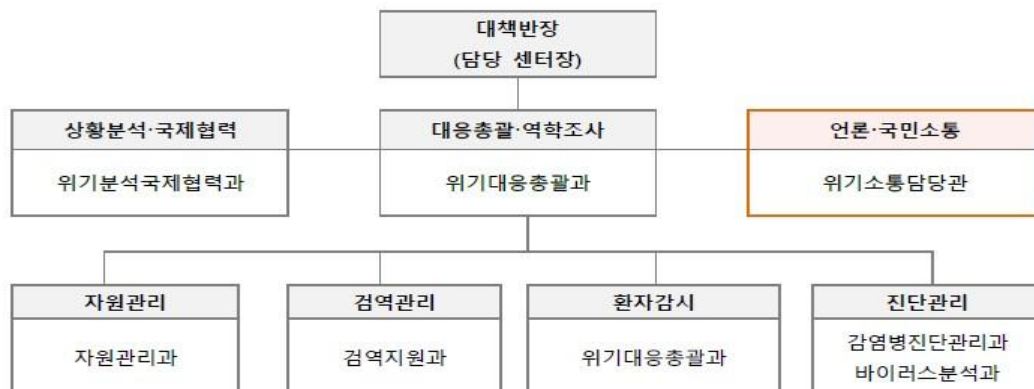 대책반장
(담당 센터장)
상황분석·국제협력
위기분석국제협력과
대응총괄·역학조사
위기대응총괄과
언론·국민소통
위기소통담당관
자원관리
자원관리과
검역관리
검역지원과
환자감시
위기대응총괄과
진단관리
감염병진단관리과
바이러스분석과